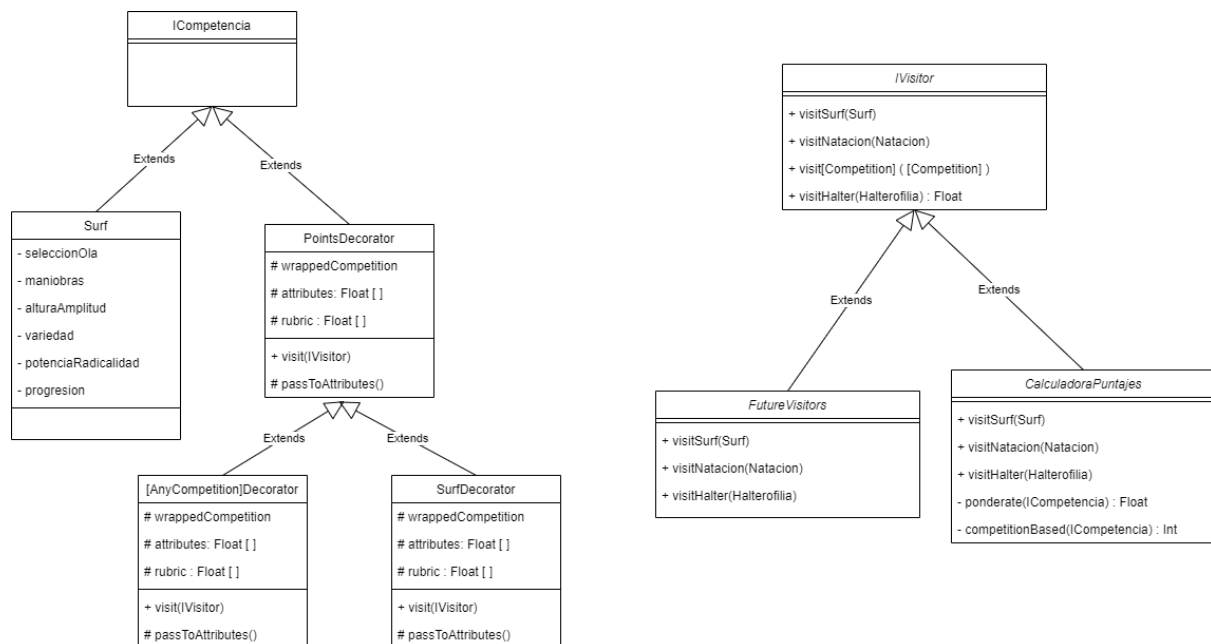 ICompetencia
Extends
Extends
Surf
- seleccionOla
- maniobras
- alturaAmplitud
- variedad
- potenciaRadicalidad
- progresion
PointsDecorator
# wrappedCompetition
# attributes: Float [ ]
# rubric : Float [ ]
+ visit(IVisitor)
# passToAttributes()
Extends
Extends
[AnyCompetition]Decorator
# wrappedCompetition
# attributes: Float [ ]
# rubric : Float [ ]
+ visit(IVisitor)
# passToAttributes()
SurfDecorator
# wrappedCompetition
# attributes: Float [ ]
# rubric : Float [ ]
+ visit(IVisitor)
# passToAttributes()
IVisitor
+ visitSurf(Surf)
+ visitNatacion(Natacion)
+ visit[Competition] ( [Competition] )
+ visitHalter(Halterofilia) : Float
Extends
Extends
FutureVisitors
+ visitSurf(Surf)
+ visitNatacion(Natacion)
+ visitHalter(Halterofilia)
CalculadoraPuntajes
+ visitSurf(Surf)
+ visitNatacion(Natacion)
+ visitHalter(Halterofilia)
- ponderate(ICompetencia) : Float
- competitionBased(ICompetencia) : Int